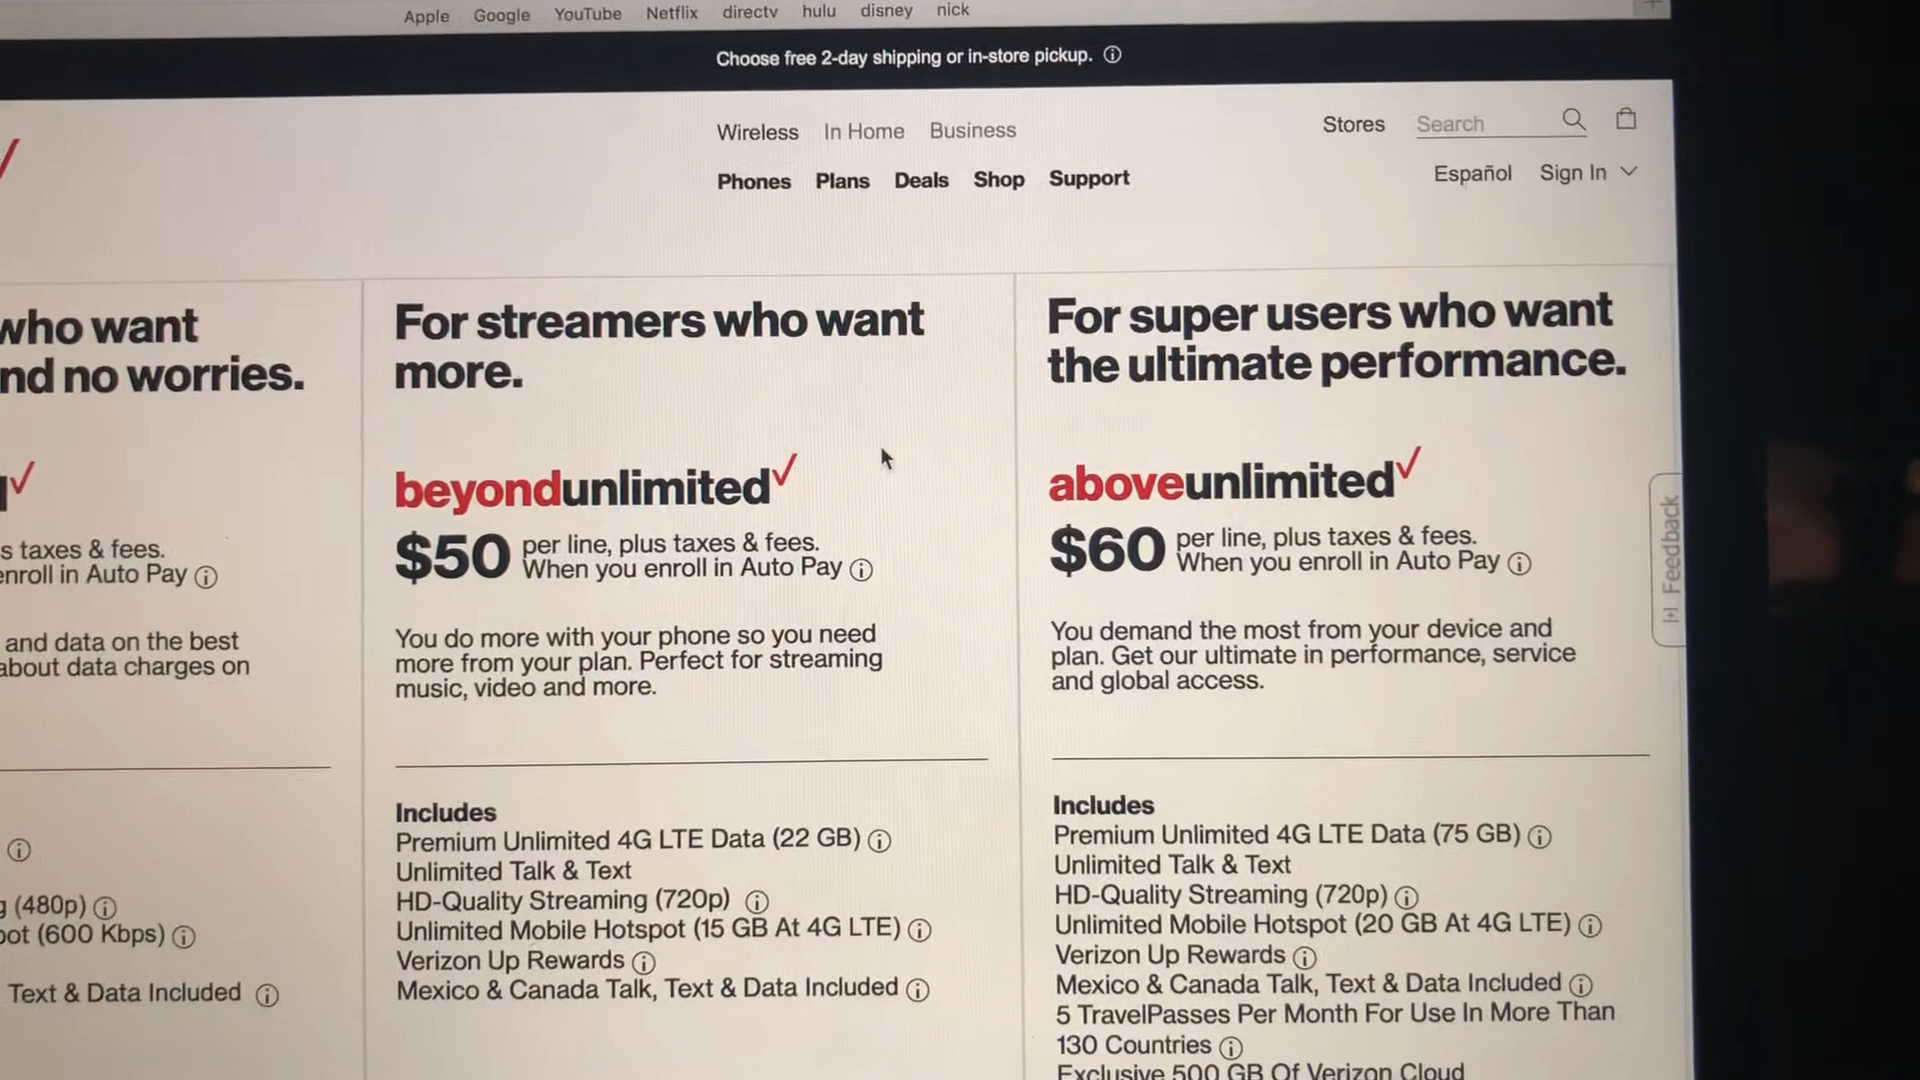 Apple Google YouTube Netflix directv hulu disney nick
Choose free 2-day shipping or in-store pickup.
Wireless In Home Business
Stores Search
Phones Plans Deals Shop Support
Español Sign In
who want
nd no worries.
s taxes & fees.
enroll in Auto Pay
and data on the best
about data charges on
(480p)
(600 Kbps)
Text & Data Included
For streamers who want
more.
beyondunlimited
$50 per line, plus taxes & fees.
When you enroll in Auto Pay
You do more with your phone so you need
more from your plan. Perfect for streaming
music, video and more.
Includes
Premium Unlimited 4G LTE Data (22 GB)
Unlimited Talk & Text
HD-Quality Streaming (720p)
Unlimited Mobile Hotspot (15 GB At 4G LTE)
Verizon Up Rewards
Mexico & Canada Talk, Text & Data Included
For super users who want
the ultimate performance.
aboveunlimited
$60 per line, plus taxes & fees.
When you enroll in Auto Pay
You demand the most from your device and
plan. Get our ultimate in performance, service
and global access.
Includes
Premium Unlimited 4G LTE Data (75 GB)
Unlimited Talk & Text
HD-Quality Streaming (720p)
Unlimited Mobile Hotspot (20 GB At 4G LTE)
Verizon Up Rewards
Mexico & Canada Talk, Text & Data Included
5 TravelPasses Per Month For Use In More Than
130 Countries
Exclusive 500 GB Of Verizon Cloud
[+] Feedback